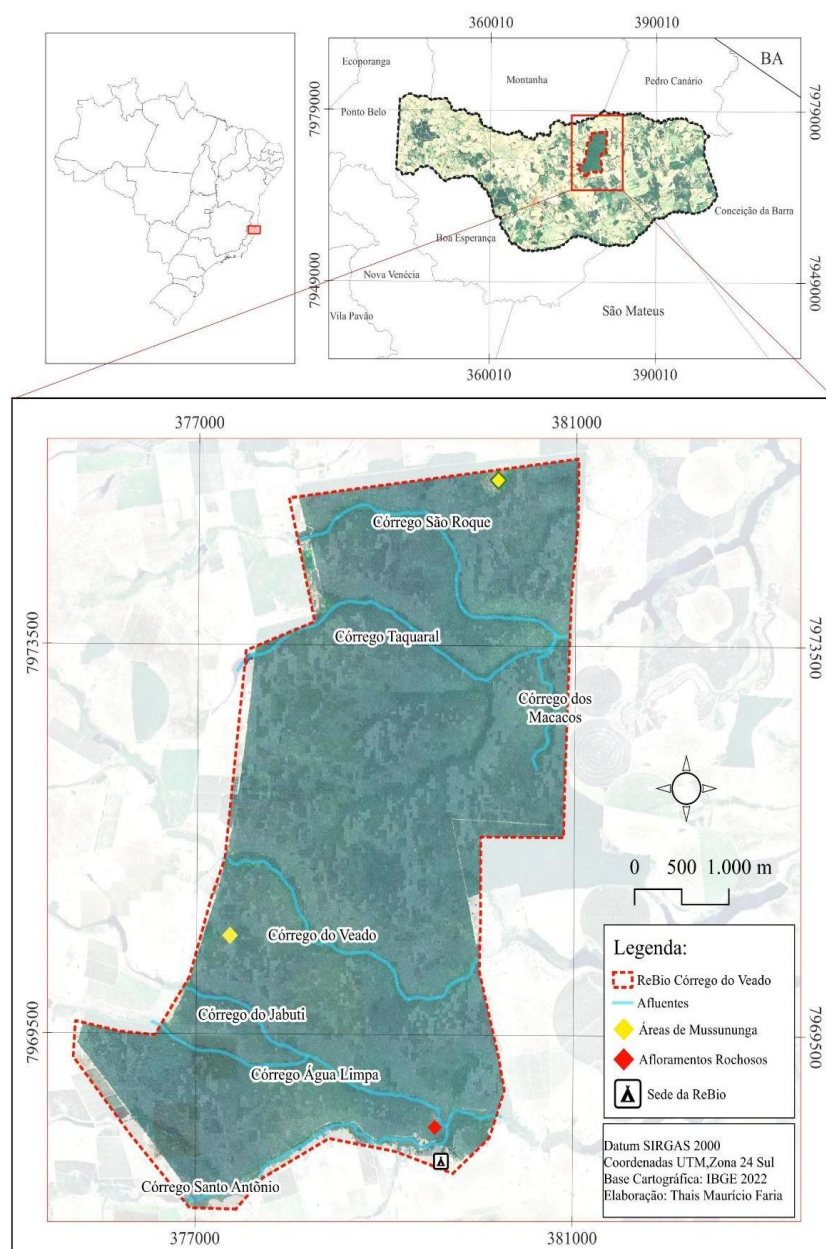 360010
390010
Ecoporanga
Montanha
Pedro Canário
BA
Ponto Belo
7979000
7979000
Conceição da Barra
Boa Esperança
Nova Venécia
7949000
7949000
São Mateus
Vila Pavão
360010
390010
377000
381000
Córrego São Roque
Córrego Taquaral
7973500
7973500
Córrego dos
Macacos
0 500 1.000 m
Córrego do Veado
Legenda:
ReBio Córrego do Veado
Afluentes
Áreas de Mussununga
Afloramentos Rochosos
Sede da ReBio
Córrego do Jabuti
7969500
7969500
Córrego Água Limpa
Córrego Santo Antônio
Datum SIRGAS 2000
Coordenadas UTM,Zona 24 Sul
Base Cartográfica: IBGE 2022
Elaboração: Thais Maurício Faria
377000
381000